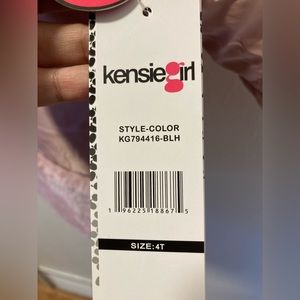 kensiegirl
STYLE-COLOR
KG794416-BLH
1 96225 18867 5
SIZE:4T